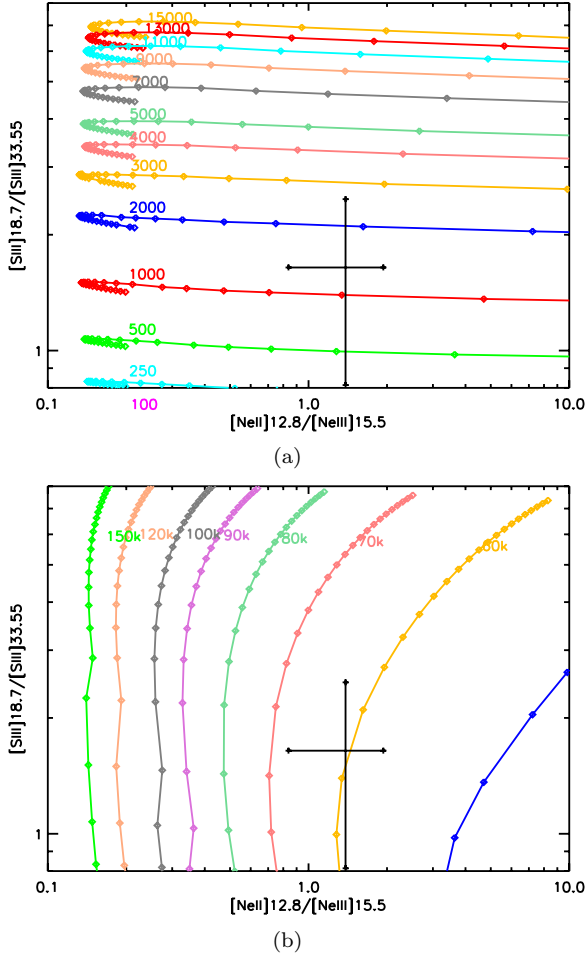 15000
13000
11000
9000
7000
5000
4000
3000
2000
1000
500
250
100
[SIII]18.7/[SIII]33.55
1
0.1 1.0 10.0
[NeII]12.8/[NeIII]15.5
(a)
150k 120k 100k 90k 80k 70k 60k
[SIII]18.7/[SIII]33.55
1
0.1 1.0 10.0
[NeII]12.8/[NeIII]15.5
(b)